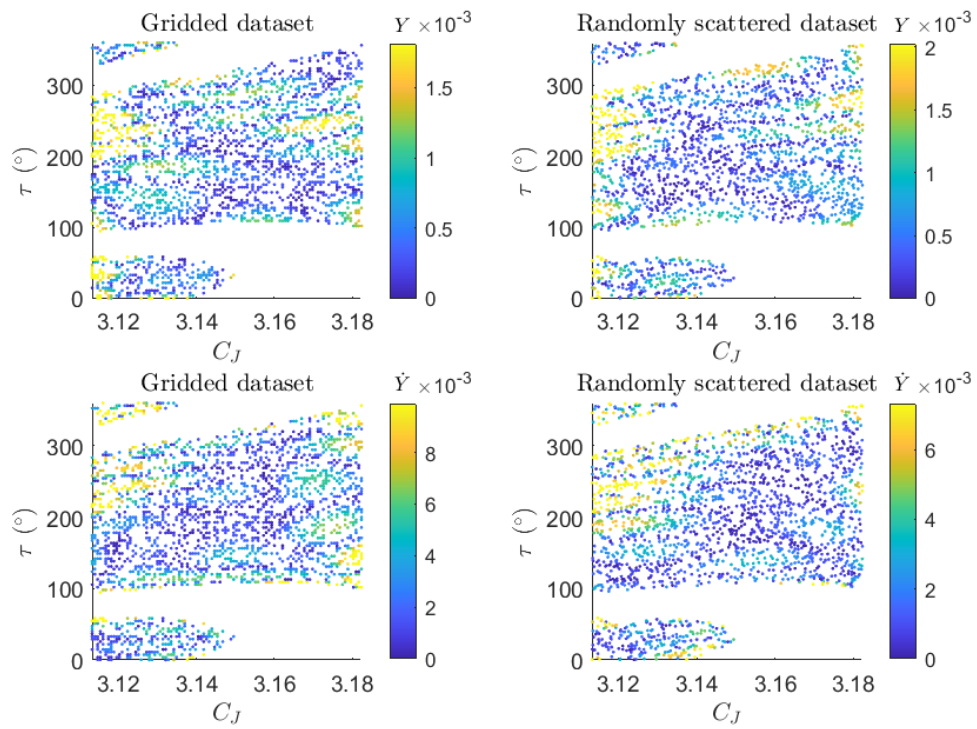 Gridded dataset
Y ×10⁻³
300
200
100
0
τ (°)
3.12 3.14 3.16 3.18
C_J
1.5
1
0.5
0
Randomly scattered dataset
Y ×10⁻³
300
200
100
0
τ (°)
3.12 3.14 3.16 3.18
C_J
2
1.5
1
0.5
0
Gridded dataset
Ẏ ×10⁻³
300
200
100
0
τ (°)
3.12 3.14 3.16 3.18
C_J
8
6
4
2
0
Randomly scattered dataset
Ẏ ×10⁻³
300
200
100
0
τ (°)
3.12 3.14 3.16 3.18
C_J
6
4
2
0